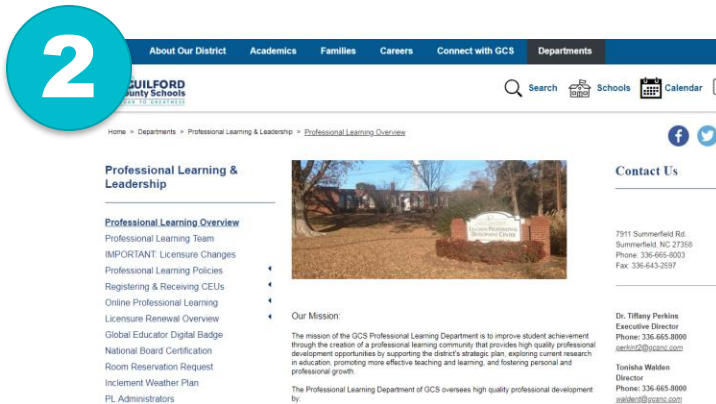 2
About Our District Academics Families Careers Connect with GCS Departments
GUILFORD
County Schools
Search Schools Calendar
Home > Departments > Professional Learning & Leadership > Professional Learning Overview
Professional Learning &
Leadership
Professional Learning Overview
Professional Learning Team
IMPORTANT: Licensure Changes
Professional Learning Policies
Registering & Receiving CEUs
Online Professional Learning
Licensure Renewal Overview
Global Educator Digital Badge
National Board Certification
Room Reservation Request
Inclement Weather Plan
PL Administrators
Our Mission:
The mission of the GCS Professional Learning Department is to improve student achievement
through the creation of a professional learning community that provides high quality professional
development opportunities by supporting the district's strategic plan, exploring current research
in education, promoting more effective teaching and learning, and fostering personal and
professional growth.
The Professional Learning Department of GCS oversees high quality professional development
by:
Contact Us
7911 Summerfield Rd.
Summerfield, NC 27358
Phone: 336-665-8003
Fax: 336-643-2597
Dr. Tiffany Perkins
Executive Director
Phone: 336-665-8000
perkint2@gcsnc.com
Tonisha Walden
Director
Phone: 336-665-8000
waldent@gcsnc.com